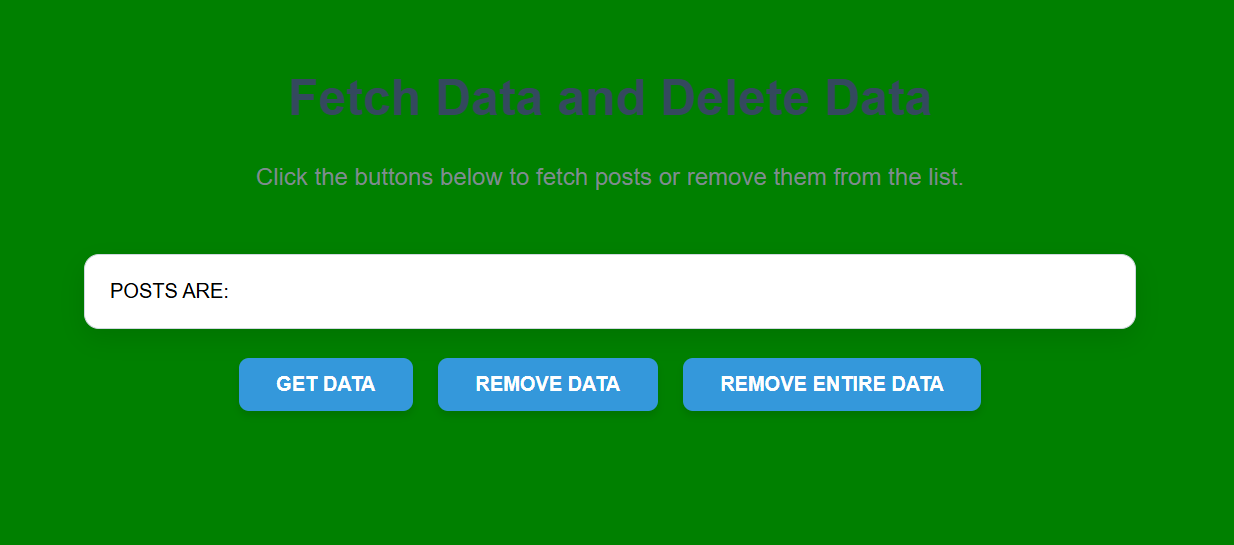 Fetch Data and Delete Data
Click the buttons below to fetch posts or remove them from the list.
POSTS ARE:
GET DATA
REMOVE DATA
REMOVE ENTIRE DATA